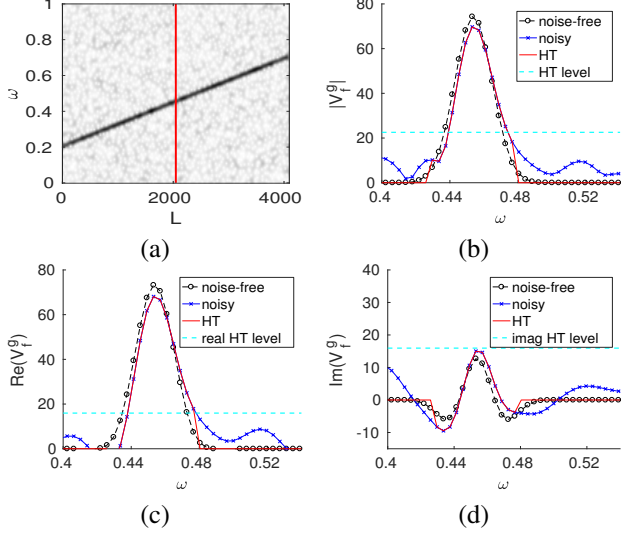 1
0.8
0.6
0.4
0.2
0
ω
0
2000
4000
L
(a)
80
60
40
20
0
|V_f^g|
noise-free
noisy
HT
HT level
0.4
0.44
0.48
0.52
ω
(b)
80
60
40
20
0
Re(V_f^g)
noise-free
noisy
HT
real HT level
0.4
0.44
0.48
0.52
ω
(c)
40
30
20
10
0
-10
Im(V_f^g)
noise-free
noisy
HT
imag HT level
0.4
0.44
0.48
0.52
ω
(d)